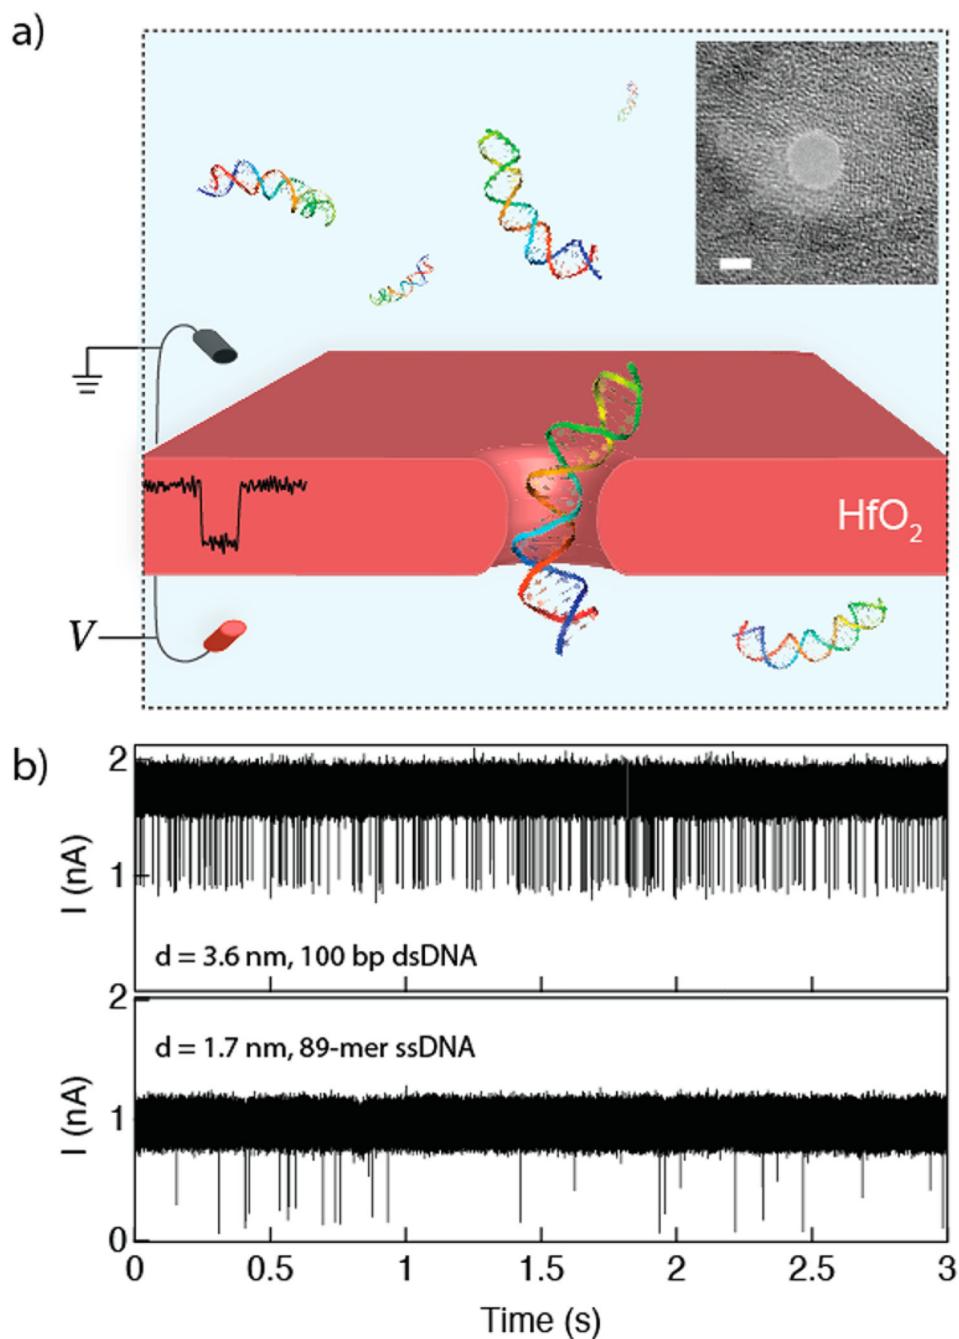 a)
HfO₂
V
b)
2
1
I (nA)
d = 3.6 nm, 100 bp dsDNA
2
d = 1.7 nm, 89-mer ssDNA
1
I (nA)
0
0 0.5 1 1.5 2 2.5 3
Time (s)